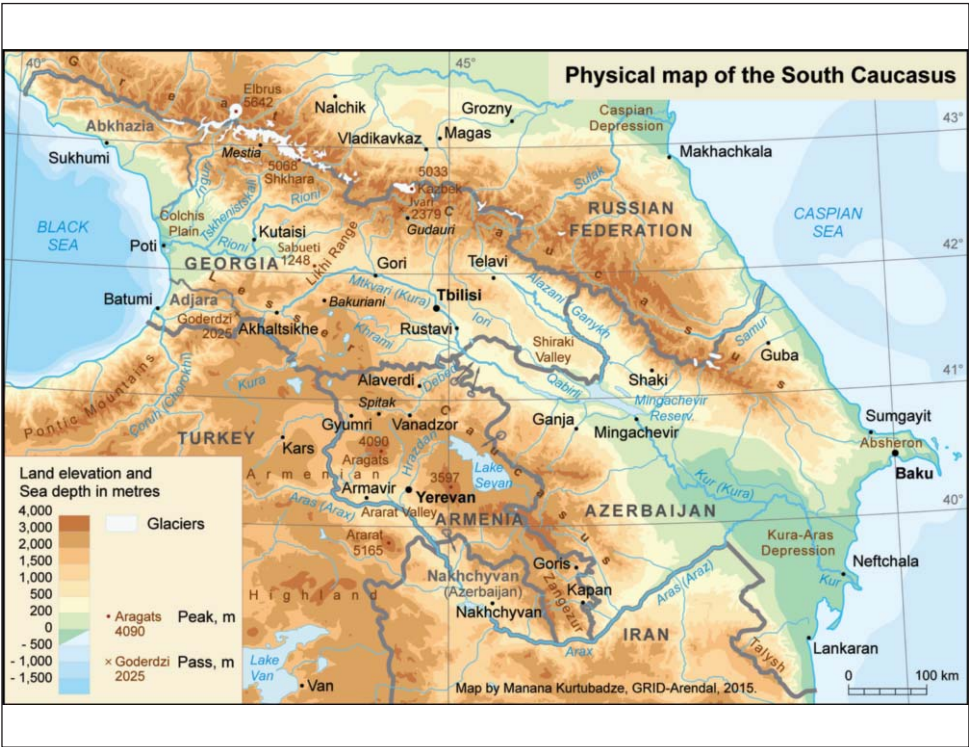 Physical map of the South Caucasus
40°
45°
Greater Caucasus
Elbrus
5642
Nalchik
Grozny
Caspian
Depression
43°
Abkhazia
Vladikavkaz
Magas
Makhachkala
Sukhumi
Mestia
5068
Shkhara
5033
Kazbek
Jvari
2379
Gudauri
Sulak
Inguri
Tskhenistskali
Rioni
RUSSIAN
FEDERATION
CASPIAN
SEA
BLACK
SEA
Colchis
Plain
Kutaisi
Rioni
Poti
Sabueti
1248
Likhi Range
GEORGIA
Gori
Telavi
42°
Mtkvari (Kura)
Tbilisi
Alazani
Ganykh
Batumi
Adjara
Goderdzi
2025
Akhaltsikhe
Bakuriani
Lesser Caucasus
Khrami
Rustavi
Iori
Shiraki
Valley
Samur
Guba
Pontic Mountains
Coruh (Chorokhi)
Kura
Alaverdi
Debed
Qabirli
Shaki
41°
Mingachevir
Reserv.
Spitak
Gyumri
Vanadzor
Ganja
Mingachevir
Sumgayit
Absheron
Baku
TURKEY
Kars
4090
Aragats
Hrazdan
Lake
Sevan
3597
Armenian
Highland
Armavir
Yerevan
Ararat Valley
Aras (Arax)
ARMENIA
AZERBAIJAN
Kur (Kura)
40°
Ararat
5165
Kura-Aras
Depression
Neftchala
Kur
Goris
Nakhchyvan
(Azerbaijan)
Zangezur
Kapan
Aras (Araz)
Nakhchyvan
IRAN
Arax
Talysh
Lankaran
Lake
Van
Van
Map by Manana Kurtubadze, GRID-Arendal, 2015.
0 100 km
Land elevation and
Sea depth in metres
4,000
3,000
2,000
1,500
1,000
500
200
0
- 500
- 1,000
- 1,500
Glaciers
Aragats
4090
Peak, m
× Goderdzi
2025
Pass, m